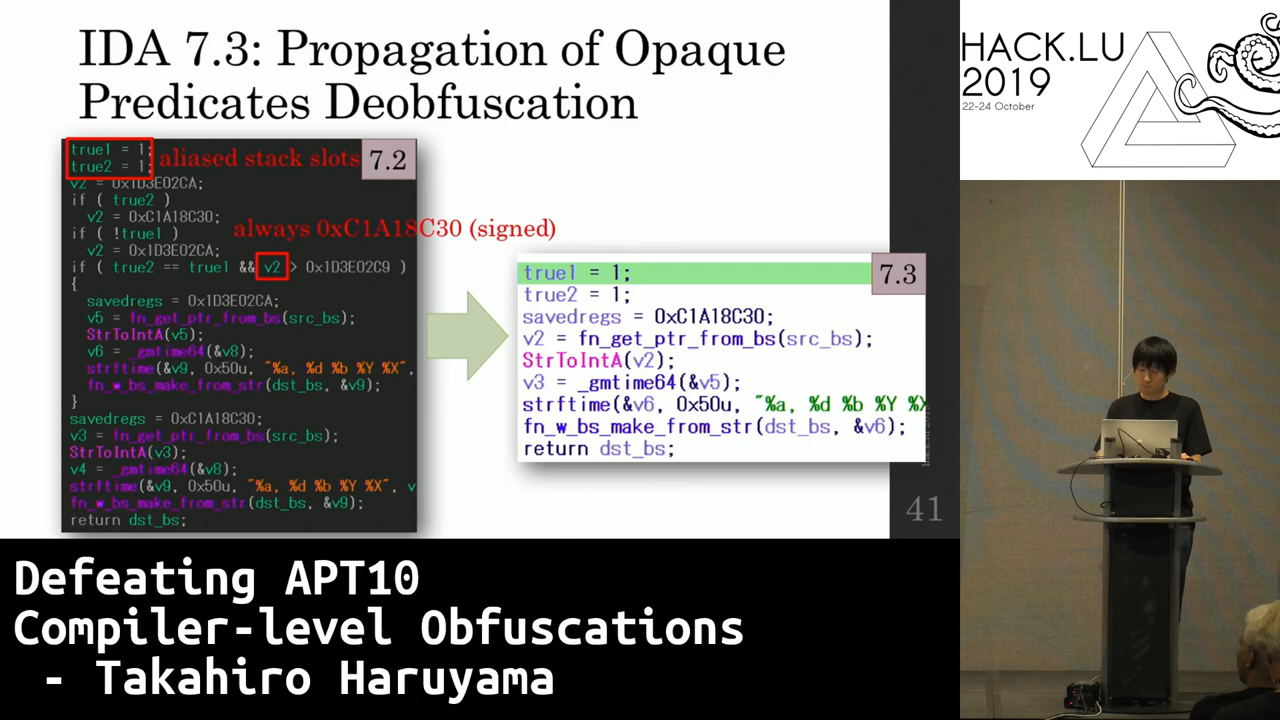 IDA 7.3: Propagation of Opaque
Predicates Deobfuscation
true1 = 1;
true2 = 1;
aliased stack slots
7.2
v2 = 0x1D3E02CA;
if ( true2 )
v2 = 0xC1A18C30;
if ( !true1 )
always 0xC1A18C30 (signed)
v2 = 0x1D3E02CA;
if ( true2 == true1 && v2 > 0x1D3E02C9 )
{
savedregs = 0x1D3E02CA;
v5 = fn_get_ptr_from_bs(src_bs);
StrToIntA(v5);
v6 = _gmtime64(&v8);
strftime(&v9, 0x50u, "%a, %d %b %Y %X",
fn_w_bs_make_from_str(dst_bs, &v9);
}
savedregs = 0xC1A18C30;
v3 = fn_get_ptr_from_bs(src_bs);
StrToIntA(v3);
v4 = _gmtime64(&v8);
strftime(&v9, 0x50u, "%a, %d %b %Y %X", v
fn_w_bs_make_from_str(dst_bs, &v9);
return dst_bs;
7.3
true1 = 1;
true2 = 1;
savedregs = 0xC1A18C30;
v2 = fn_get_ptr_from_bs(src_bs);
StrToIntA(v2);
v3 = _gmtime64(&v5);
strftime(&v6, 0x50u, "%a, %d %b %Y %X
fn_w_bs_make_from_str(dst_bs, &v6);
return dst_bs;
41
HACK.LU
2019
22-24 October
Defeating APT10
Compiler-level Obfuscations
- Takahiro Haruyama